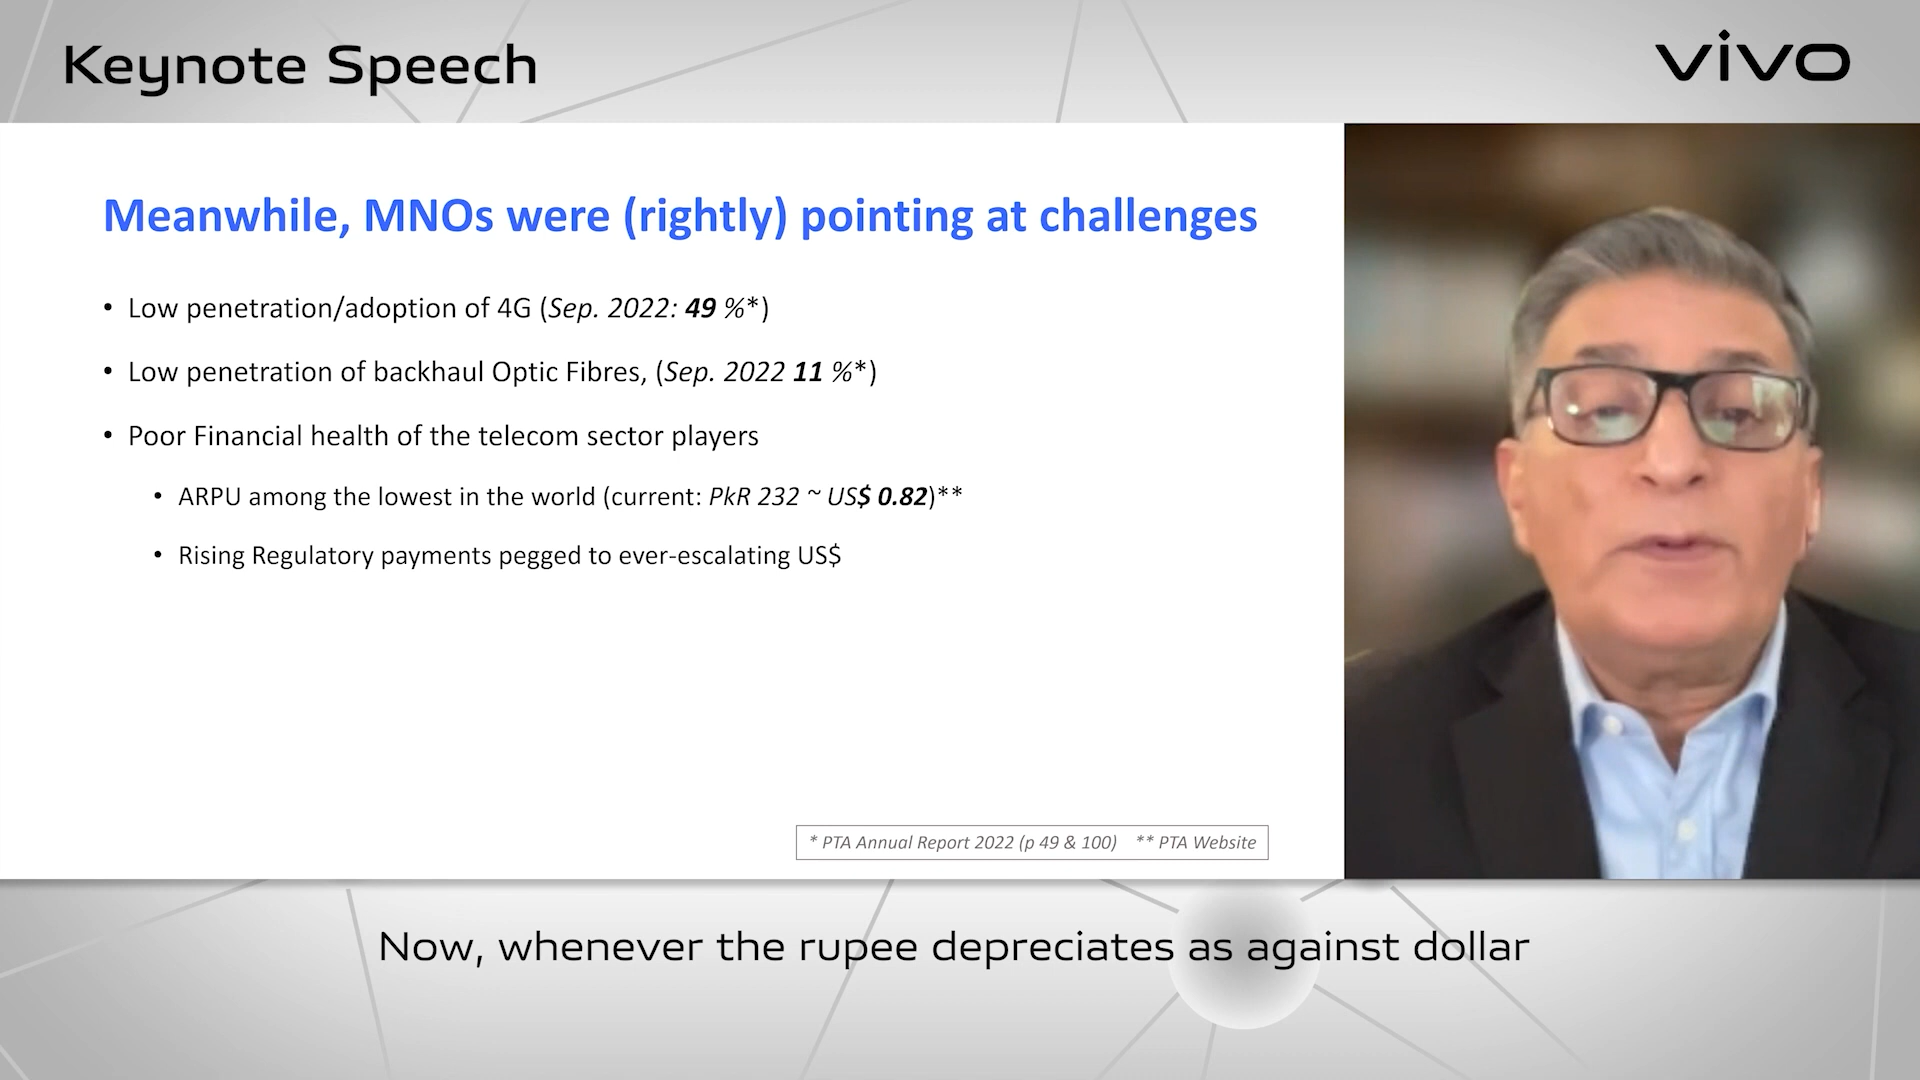 Keynote Speech
vivo
Meanwhile, MNOs were (rightly) pointing at challenges
• Low penetration/adoption of 4G (Sep. 2022: 49 %*)
• Low penetration of backhaul Optic Fibres, (Sep. 2022 11 %*)
• Poor Financial health of the telecom sector players
• ARPU among the lowest in the world (current: PkR 232 ~ US$ 0.82)**
• Rising Regulatory payments pegged to ever-escalating US$
* PTA Annual Report 2022 (p 49 & 100) ** PTA Website
Now, whenever the rupee depreciates as against dollar